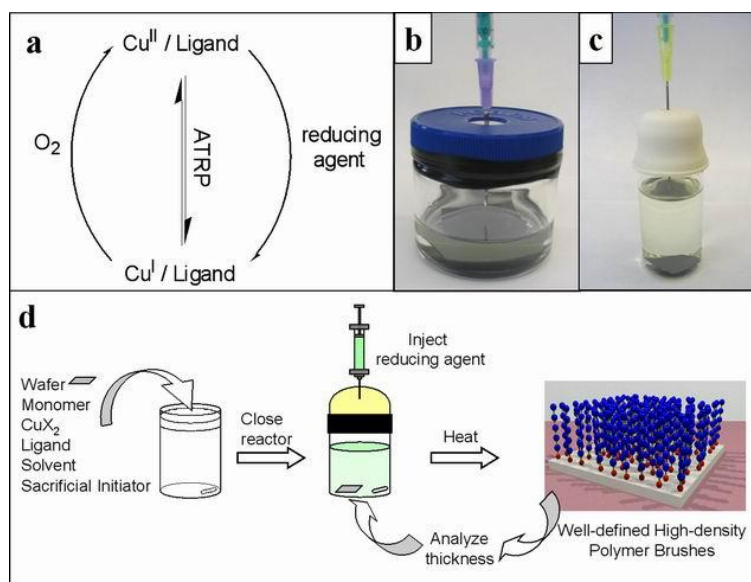 a
Cu^II / Ligand
O2
ATRP
reducing
agent
Cu^I / Ligand
b
c
d
Wafer
Monomer
CuX2
Ligand
Solvent
Sacrificial Initiator
Close
reactor
Inject
reducing agent
Heat
Analyze
thickness
Well-defined High-density
Polymer Brushes